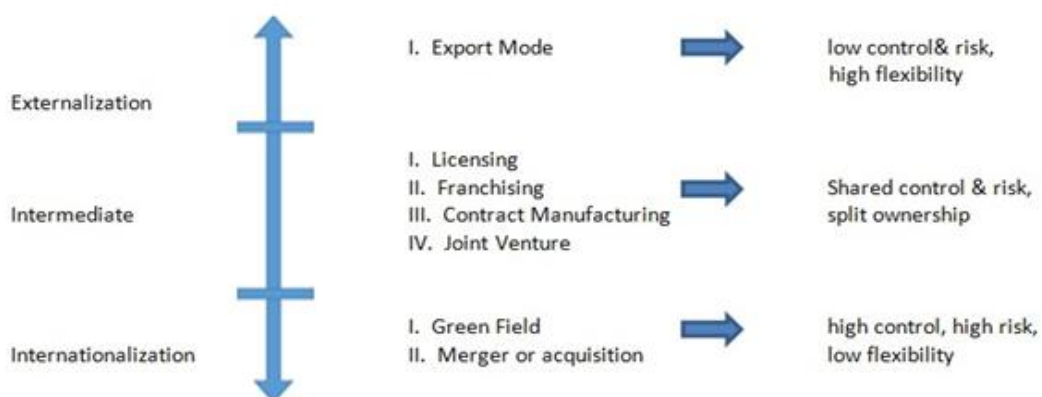 I. Export Mode
low control& risk,
high flexibility
Externalization
I. Licensing
II. Franchising
III. Contract Manufacturing
IV. Joint Venture
Shared control & risk,
split ownership
Intermediate
I. Green Field
II. Merger or acquisition
high control, high risk,
low flexibility
Internationalization